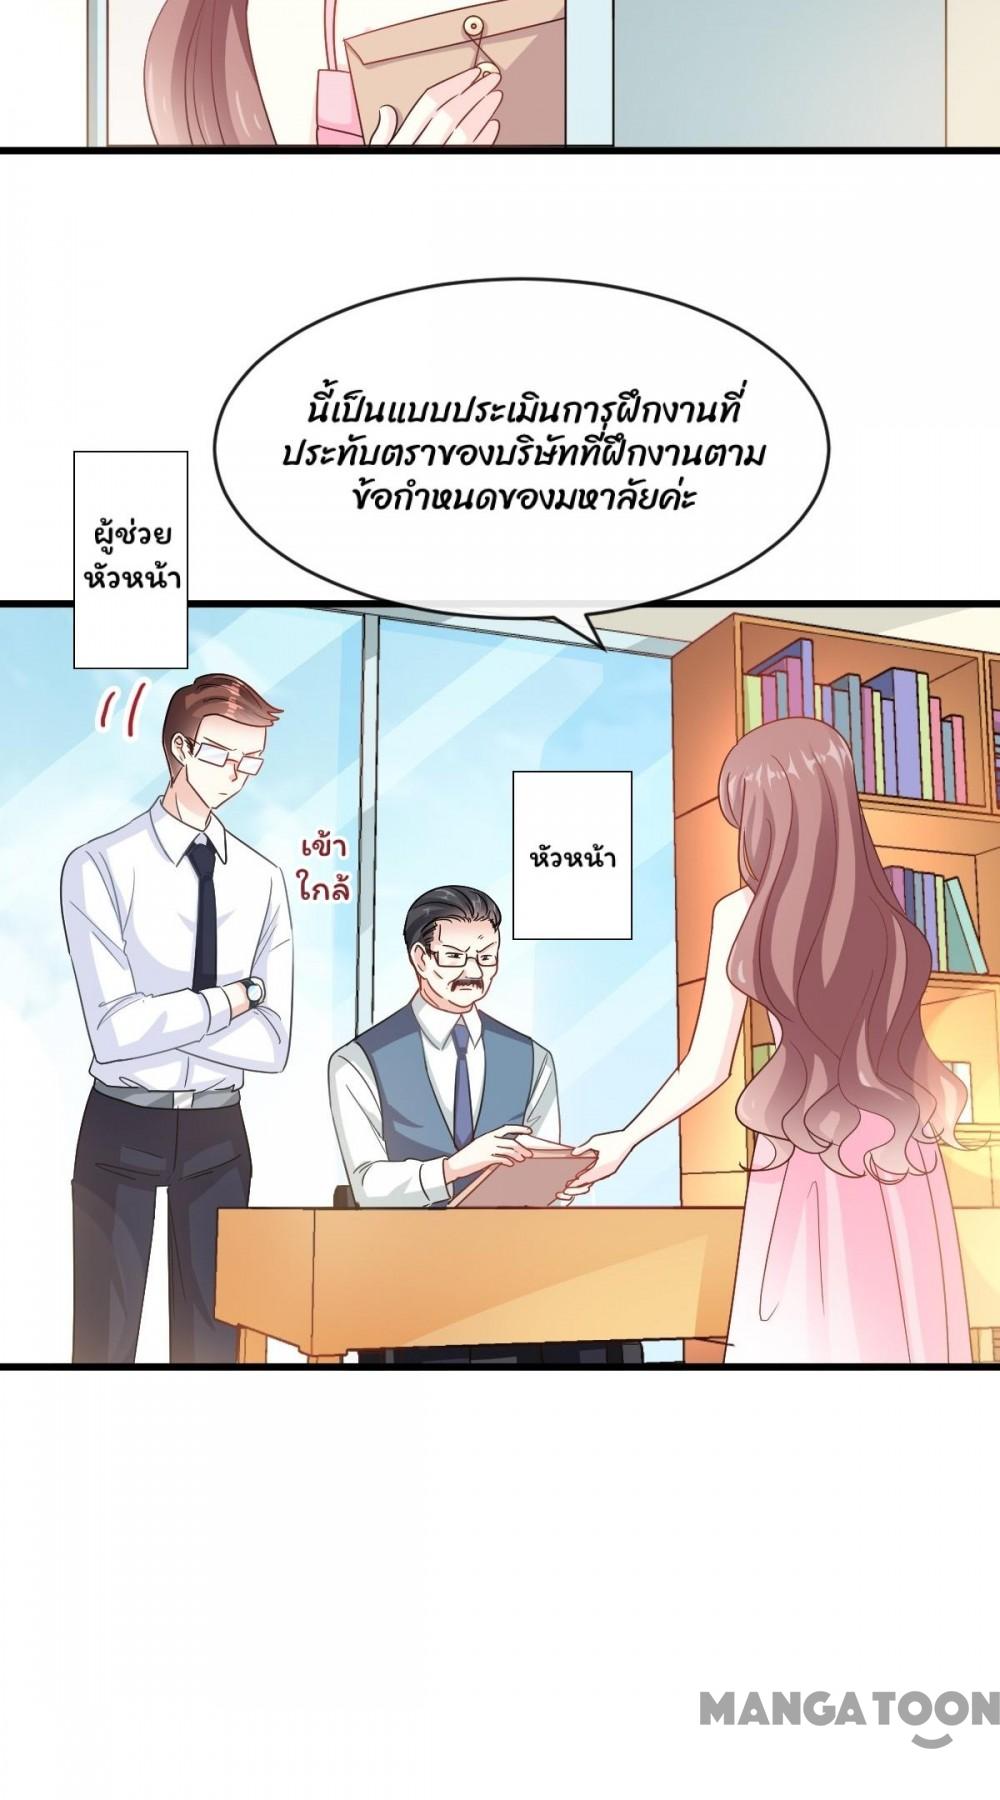 นี้เป็นแบบประเมินการฝึกงานที่
ประทับตราของบริษัทที่ฝึกงานตาม
ข้อกำหนดของมหาลัยค่ะ
ผู้ช่วย
หัวหน้า
หัวหน้า
เข้า
ใกล้
MANGATOON